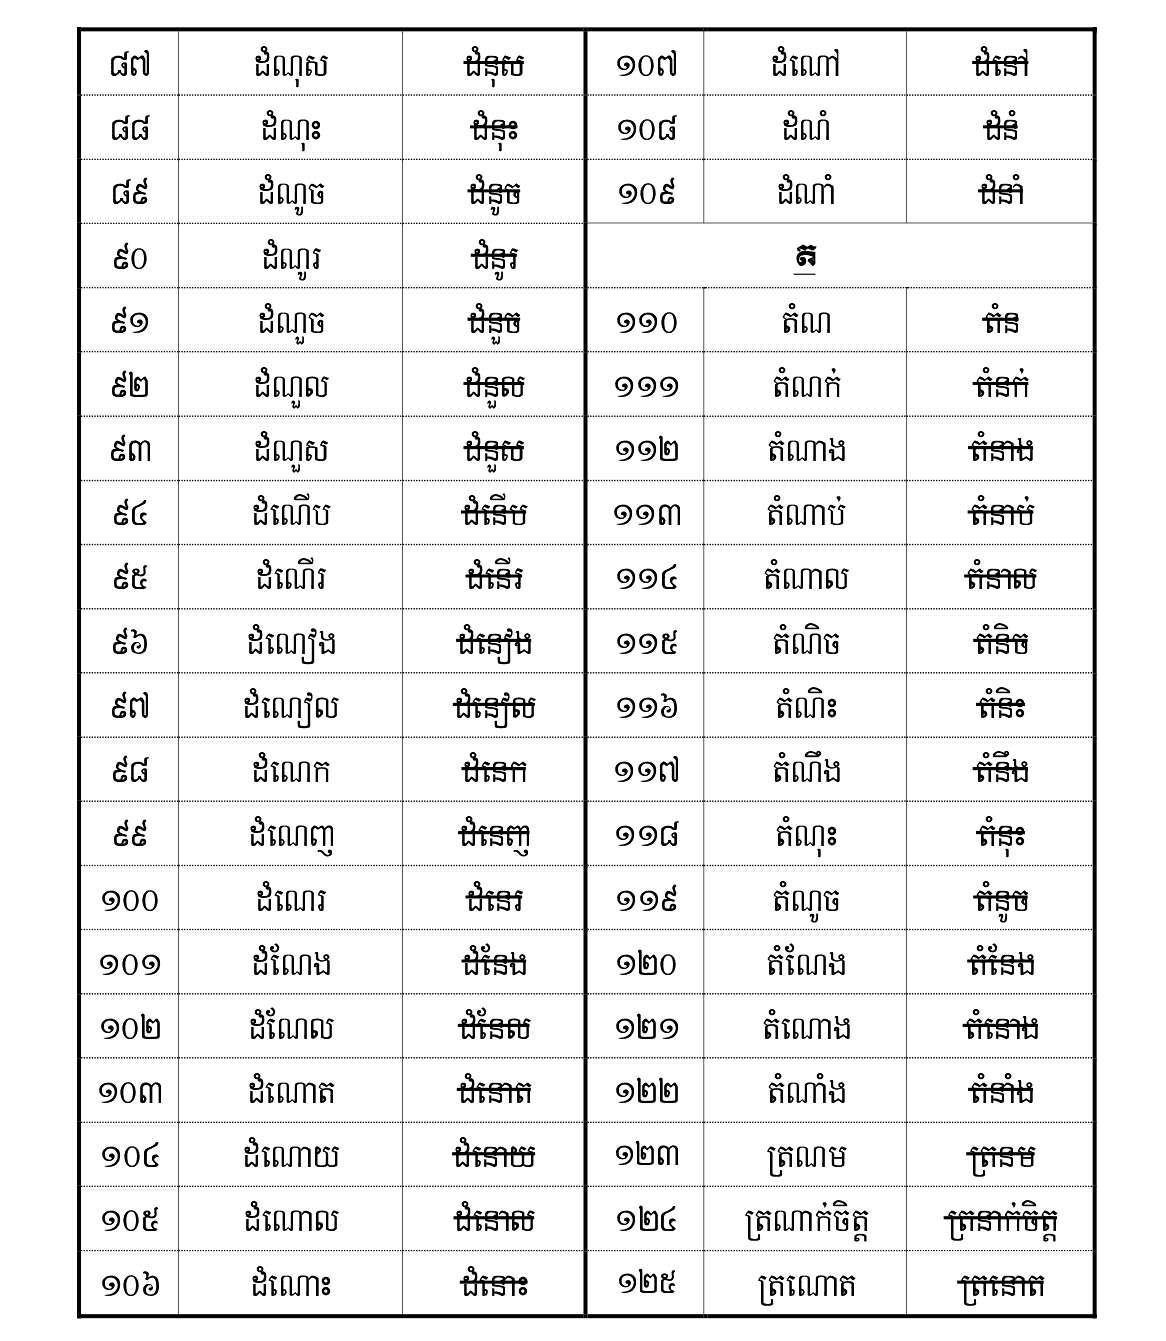 ៨៧ ដំណុស ដំនុស ១០៧ ដំណៅ ដំនៅ
៨៨ ដំណុះ ដំនុះ ១០៨ ដំណំ ដំនំ
៨៩ ដំណូច ដំនូច ១០៩ ដំណាំ ដំនាំ
៩០ ដំណូរ ដំនូរ ត
៩១ ដំណួច ដំនួច ១១០ តំណ តំន
៩២ ដំណួល ដំនួល ១១១ តំណក់ តំនក់
៩៣ ដំណួស ដំនួស ១១២ តំណាង តំនាង
៩៤ ដំណើប ដំនើប ១១៣ តំណាប់ តំនាប់
៩៥ ដំណើរ ដំនើរ ១១៤ តំណាល តំនាល
៩៦ ដំណៀង ដំនៀង ១១៥ តំណិច តំនិច
៩៧ ដំណៀល ដំនៀល ១១៦ តំណិះ តំនិះ
៩៨ ដំណេក ដំនេក ១១៧ តំណឹង តំនឹង
៩៩ ដំណេញ ដំនេញ ១១៨ តំណុះ តំនុះ
១០០ ដំណេរ ដំនេរ ១១៩ តំណូច តំនូច
១០១ ដំណែង ដំនែង ១២០ តំណែង តំនែង
១០២ ដំណែល ដំនែល ១២១ តំណោង តំនោង
១០៣ ដំណោត ដំនោត ១២២ តំណាំង តំនាំង
១០៤ ដំណោយ ដំនោយ ១២៣ ត្រណម ត្រនម
១០៥ ដំណោល ដំនោល ១២៤ ត្រណាក់ចិត្ត ត្រនាក់ចិត្ត
១០៦ ដំណោះ ដំនោះ ១២៥ ត្រណោត ត្រនោត